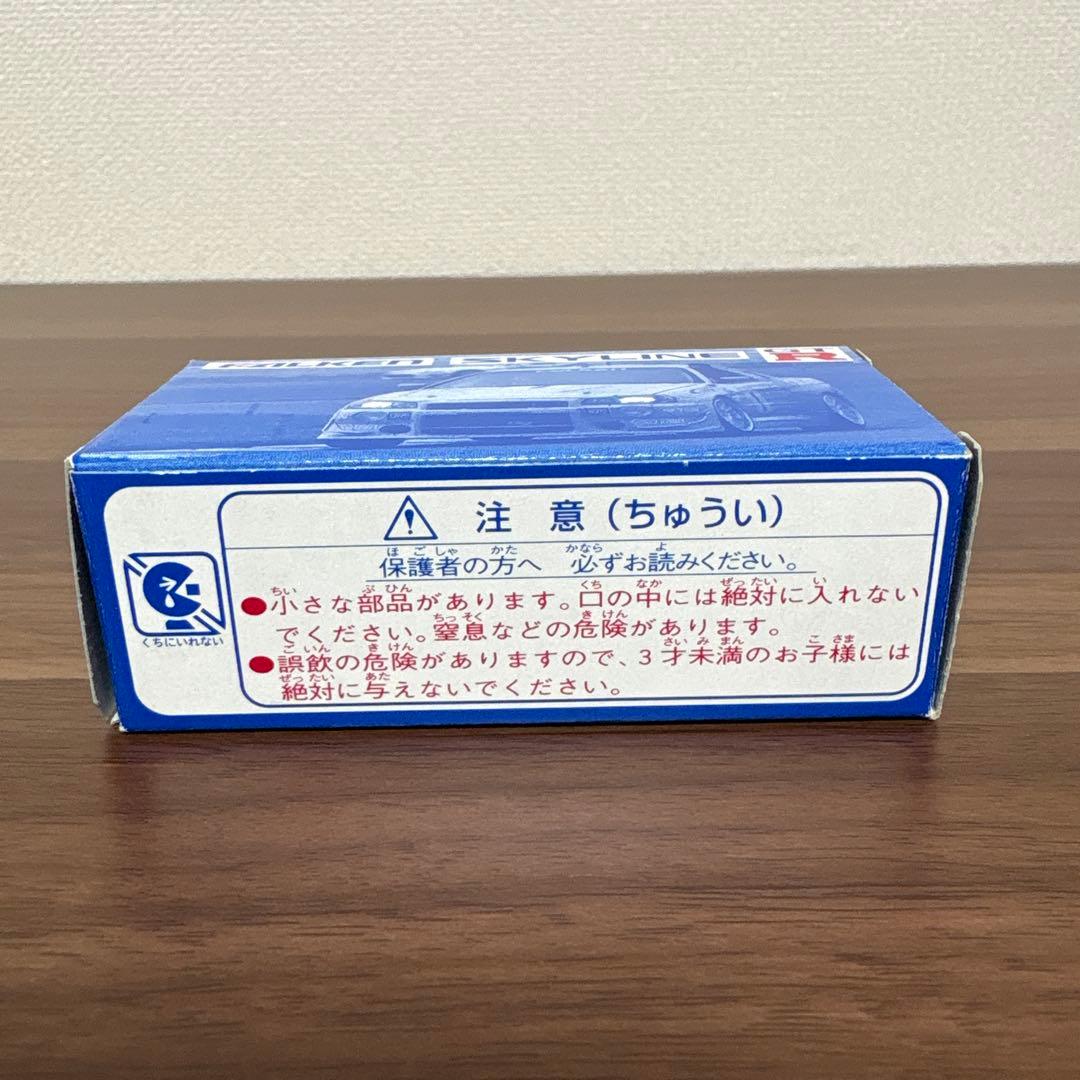 FALKEN SKYLINE GT-R
注意（ちゅうい）
保護者の方へ 必ずお読みください。
●小さな部品があります。口の中には絶対に入れない
でください。窒息などの危険があります。
●誤飲の危険がありますので、3才未満のお子様には
絶対に与えないでください。
くちにいれない